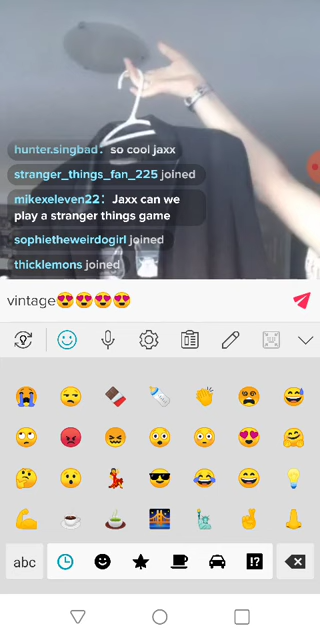 hunter.singbad: so cool jaxx
stranger_things_fan_225 joined
mikexeleven22: Jaxx can we
play a stranger things game
sophietheweirdogirl joined
thicklemons joined
vintage😍😍😍😍
abc
!?